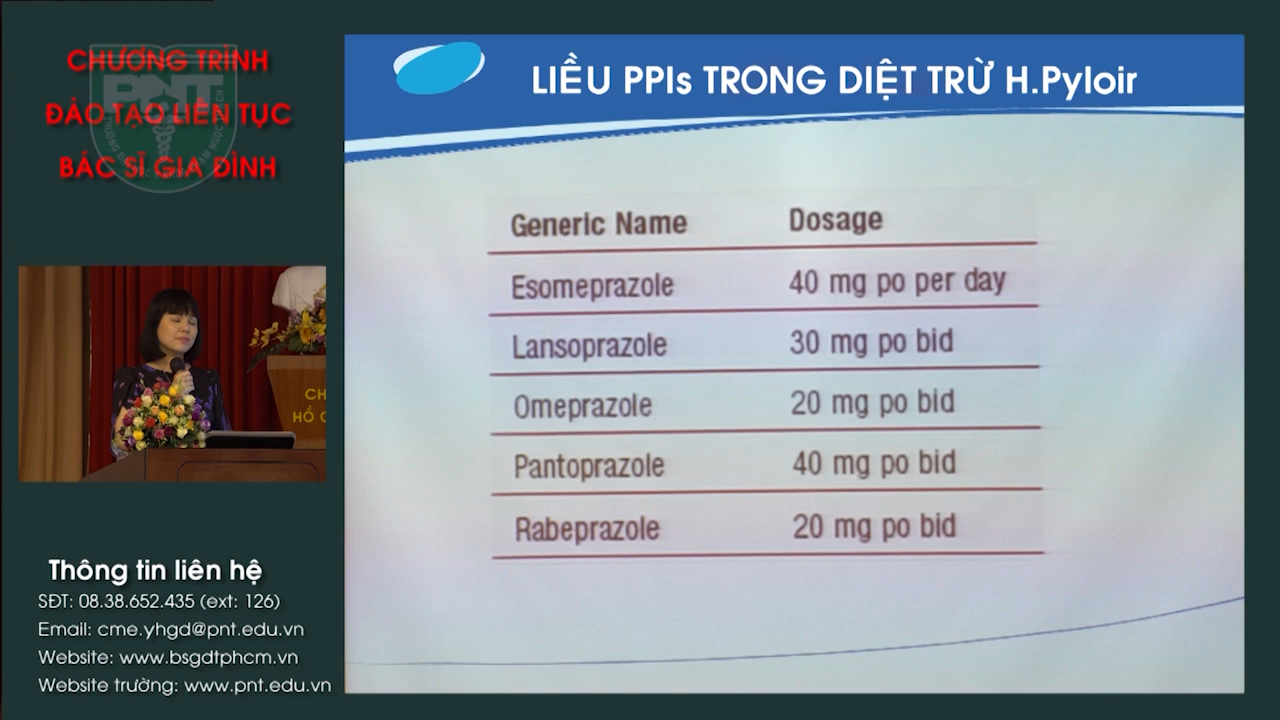 CHƯƠNG TRÌNH
ĐÀO TẠO LIÊN TỤC
BÁC SĨ GIA ĐÌNH
PNT
LIỀU PPIs TRONG DIỆT TRỪ H.Pyloir
Generic Name Dosage
Esomeprazole 40 mg po per day
Lansoprazole 30 mg po bid
Omeprazole 20 mg po bid
Pantoprazole 40 mg po bid
Rabeprazole 20 mg po bid
CH
HỒ C
Thông tin liên hệ
SĐT: 08.38.652.435 (ext: 126)
Email: cme.yhgd@pnt.edu.vn
Website: www.bsgdtphcm.vn
Website trường: www.pnt.edu.vn